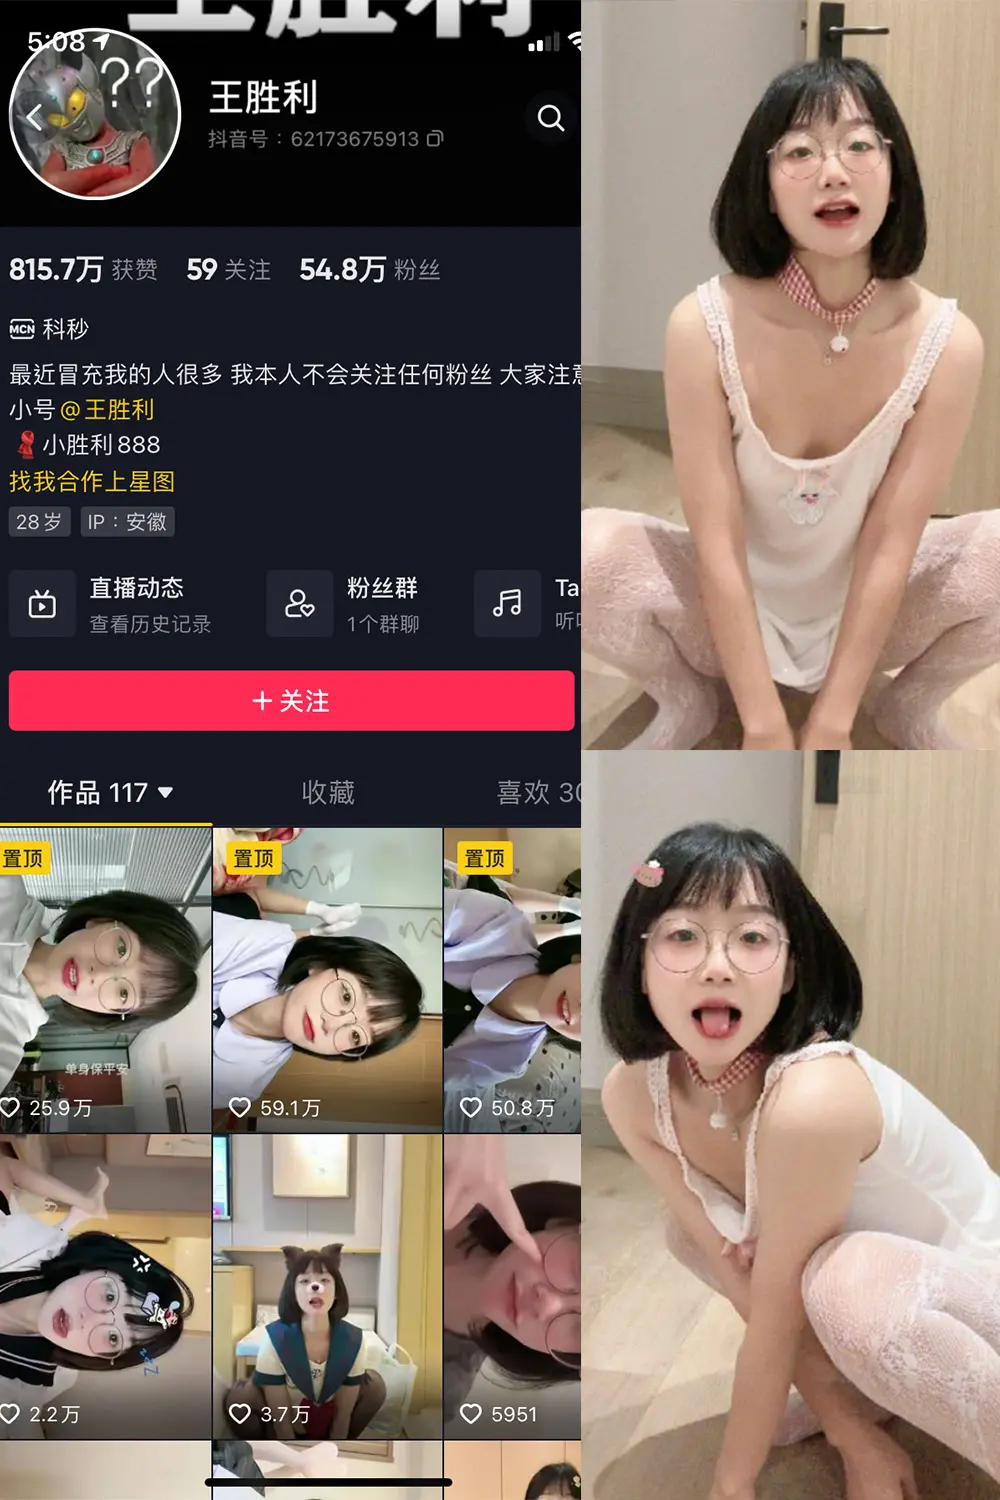 王胜利
5:08
??
王胜利
抖音号：62173675913
815.7万 获赞 59 关注 54.8万 粉丝
MCN 科秒
最近冒充我的人很多 我本人不会关注任何粉丝 大家注意
小号@王胜利
小胜利888
找我合作上星图
28岁 IP：安徽
直播动态 粉丝群 Ta
查看历史记录 1个群聊 听
+ 关注
作品 117 收藏 喜欢 30
置顶 置顶 置顶
单身保平安
25.9万 59.1万 50.8万
zzZ
2.2万 3.7万 5951